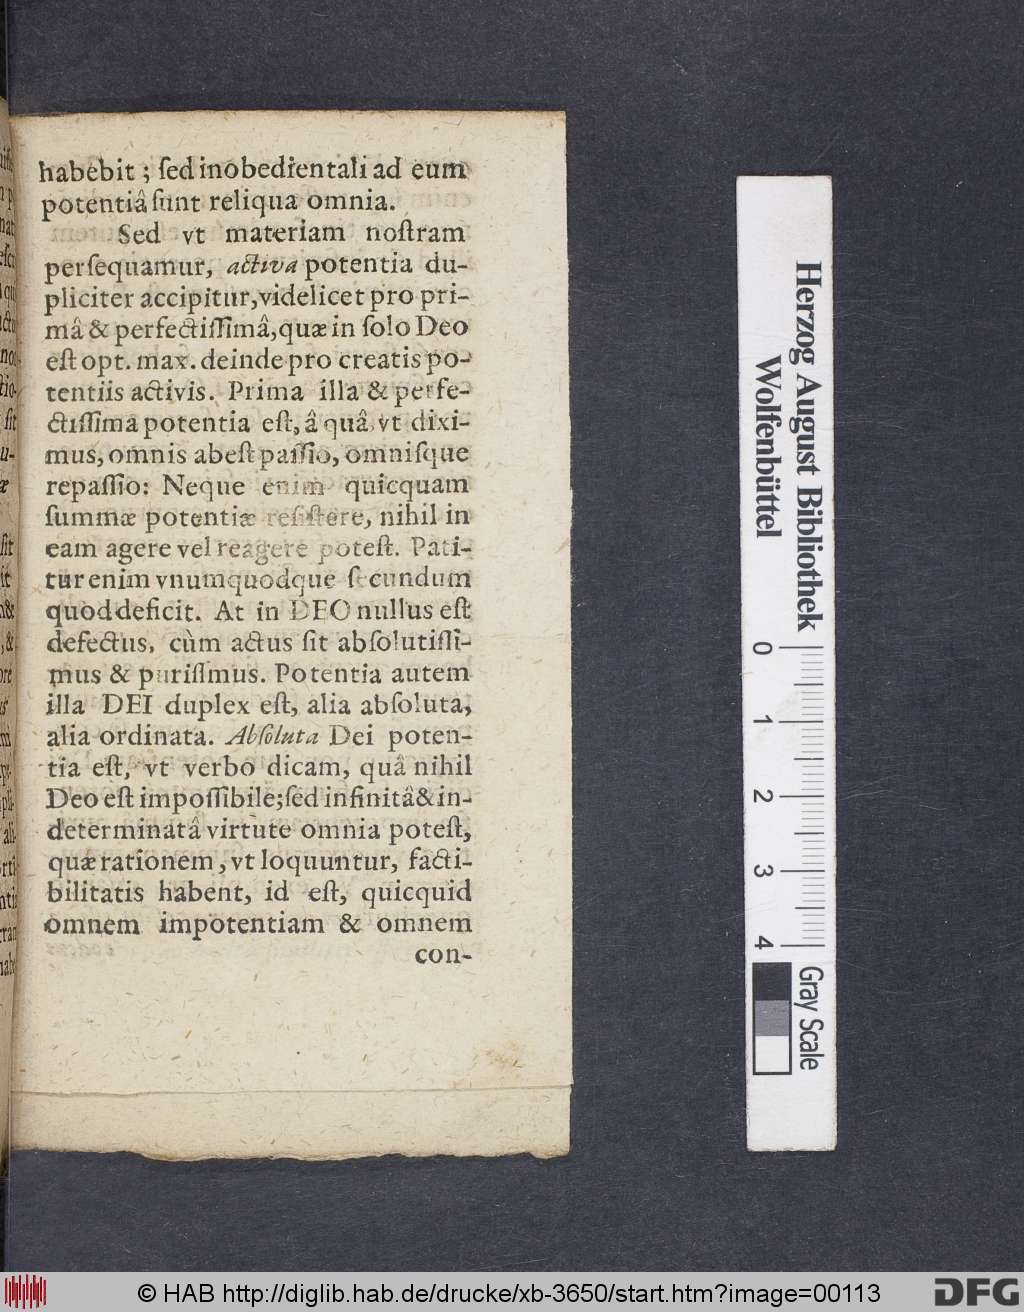 habebit ; ſed inobedientali ad eum
potentiâ ſunt reliqua omnia.
Sed vt materiam noſtram
perſequamur, activa potentia du-
pliciter accipitur, videlicet pro pri-
mâ & perfectiſſimâ, quæ in ſolo Deo
eſt opt. max. deinde pro creatis po-
tentiis activis. Prima illa & perfe-
ctiſſima potentia eſt, â quâ, vt dixi-
mus, omnis abeſt paſſio, omniſque
repaſſio: Neque enim quicquam
ſummæ potentiæ reſiſtere, nihil in
eam agere vel reagere poteſt. Pati-
tur enim vnumquodque ſecundum
quod deficit. At in DEO nullus eſt
defectus, cùm actus ſit abſolutiſſi-
mus & puriſſimus. Potentia autem
illa DEI duplex eſt, alia abſoluta,
alia ordinata. Abſoluta Dei poten-
tia eſt, vt verbo dicam, quâ nihil
Deo eſt impoſſibile; ſed infinitâ & in-
determinatâ virtute omnia poteſt,
quæ rationem, vt loquuntur, facti-
bilitatis habent, id eſt, quicquid
omnem impotentiam & omnem
con-
Herzog August Bibliothek
Wolfenbüttel
0 1 2 3 4
Gray Scale
© HAB http://diglib.hab.de/drucke/xb-3650/start.htm?image=00113
DFG